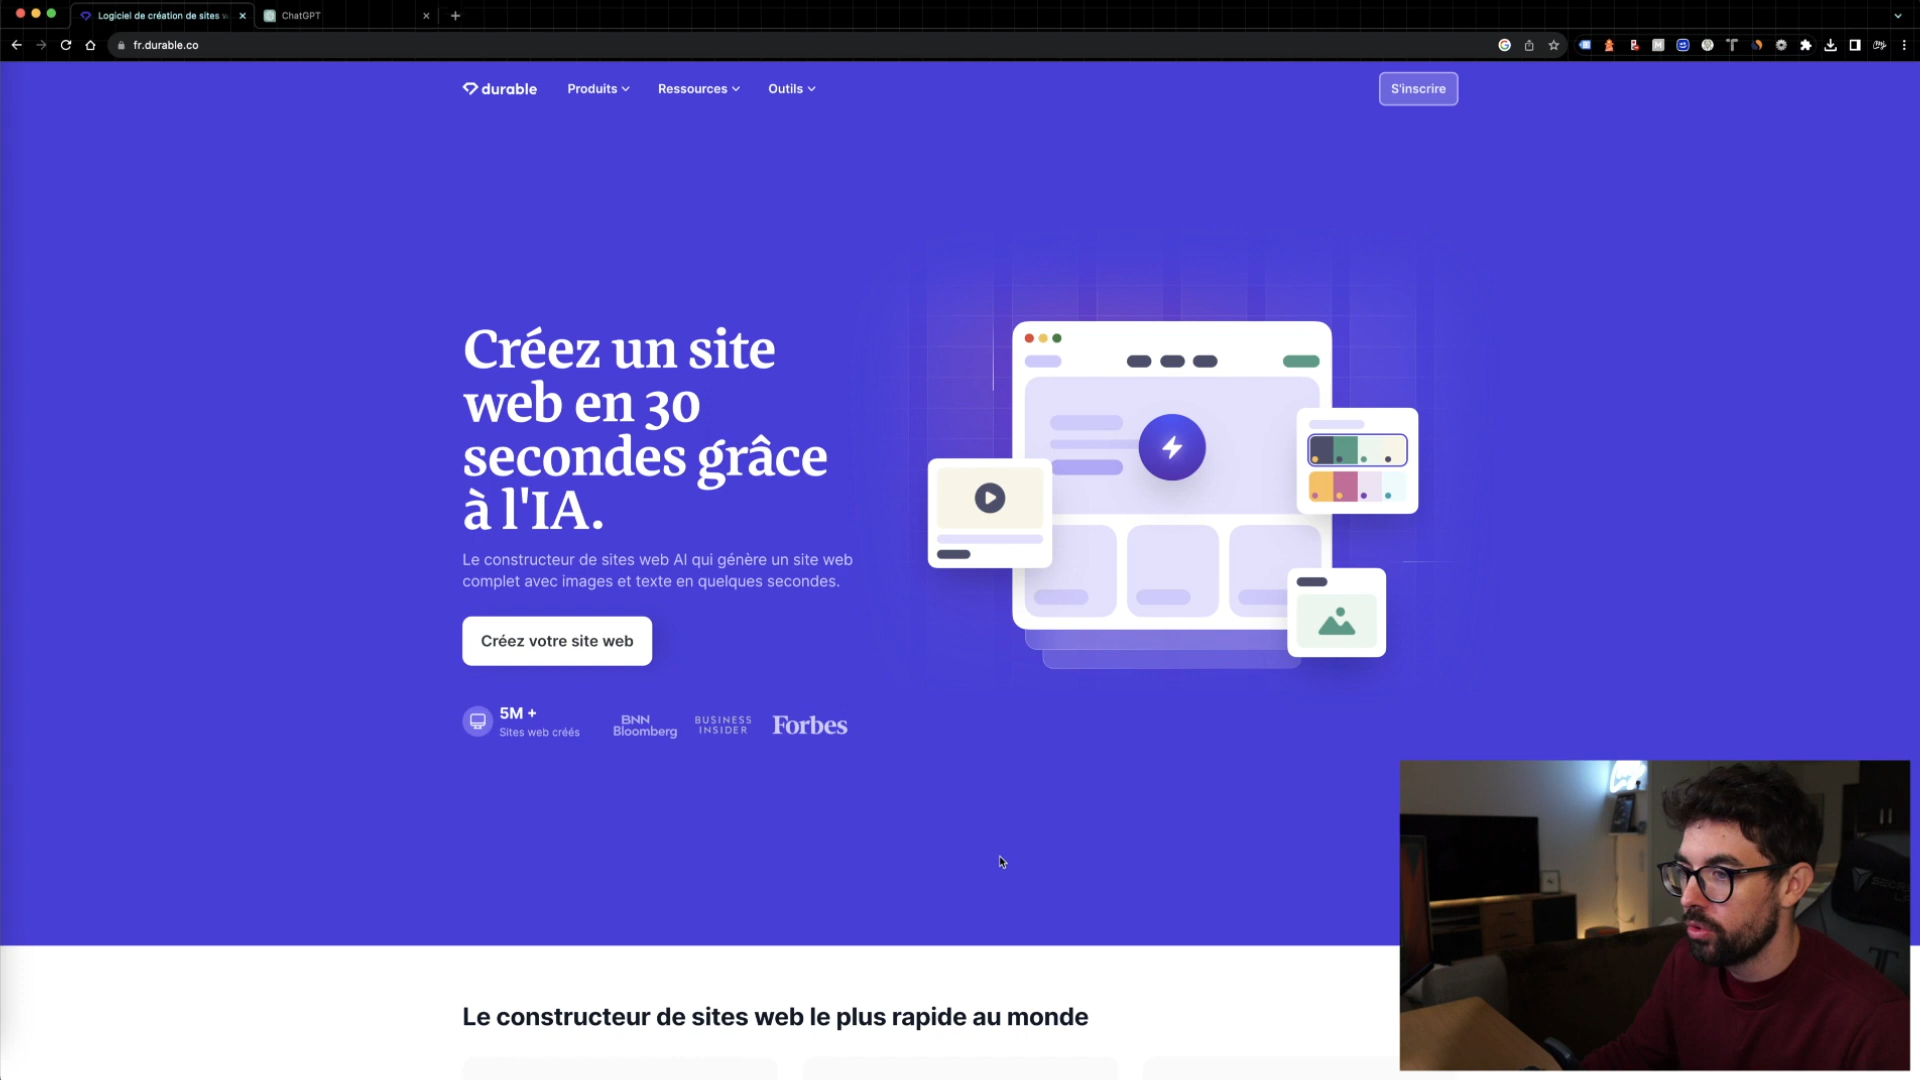 Logiciel de création de sites w
ChatGPT
fr.durable.co
durable
Produits
Ressources
Outils
S'inscrire
Créez un site
web en 30
secondes grâce
à l'IA.
Le constructeur de sites web AI qui génère un site web
complet avec images et texte en quelques secondes.
Créez votre site web
5M +
Sites web créés
BNN
Bloomberg
BUSINESS
INSIDER
Forbes
Le constructeur de sites web le plus rapide au monde